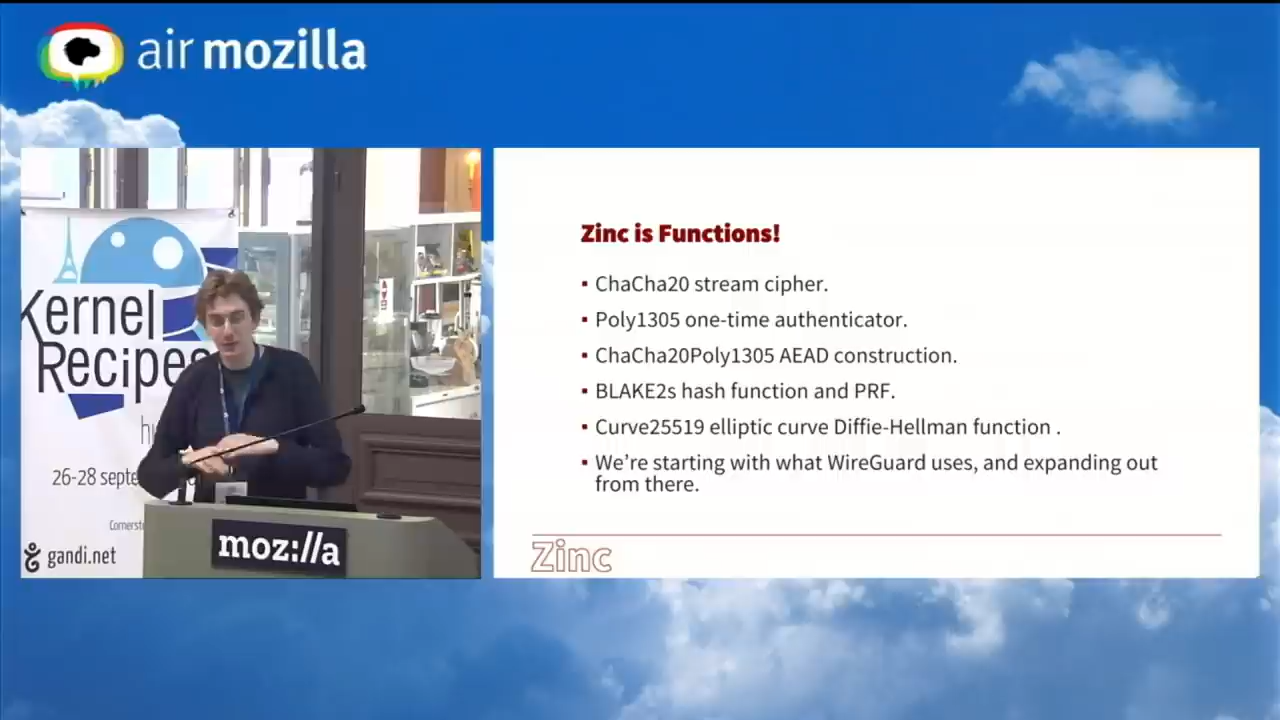 air mozilla
Kernel
Recipes
26-28 septe
Cornersto
gandi.net
moz://a
Zinc is Functions!
▪ ChaCha20 stream cipher.
▪ Poly1305 one-time authenticator.
▪ ChaCha20Poly1305 AEAD construction.
▪ BLAKE2s hash function and PRF.
▪ Curve25519 elliptic curve Diffie-Hellman function .
▪ We’re starting with what WireGuard uses, and expanding out
from there.
Zinc